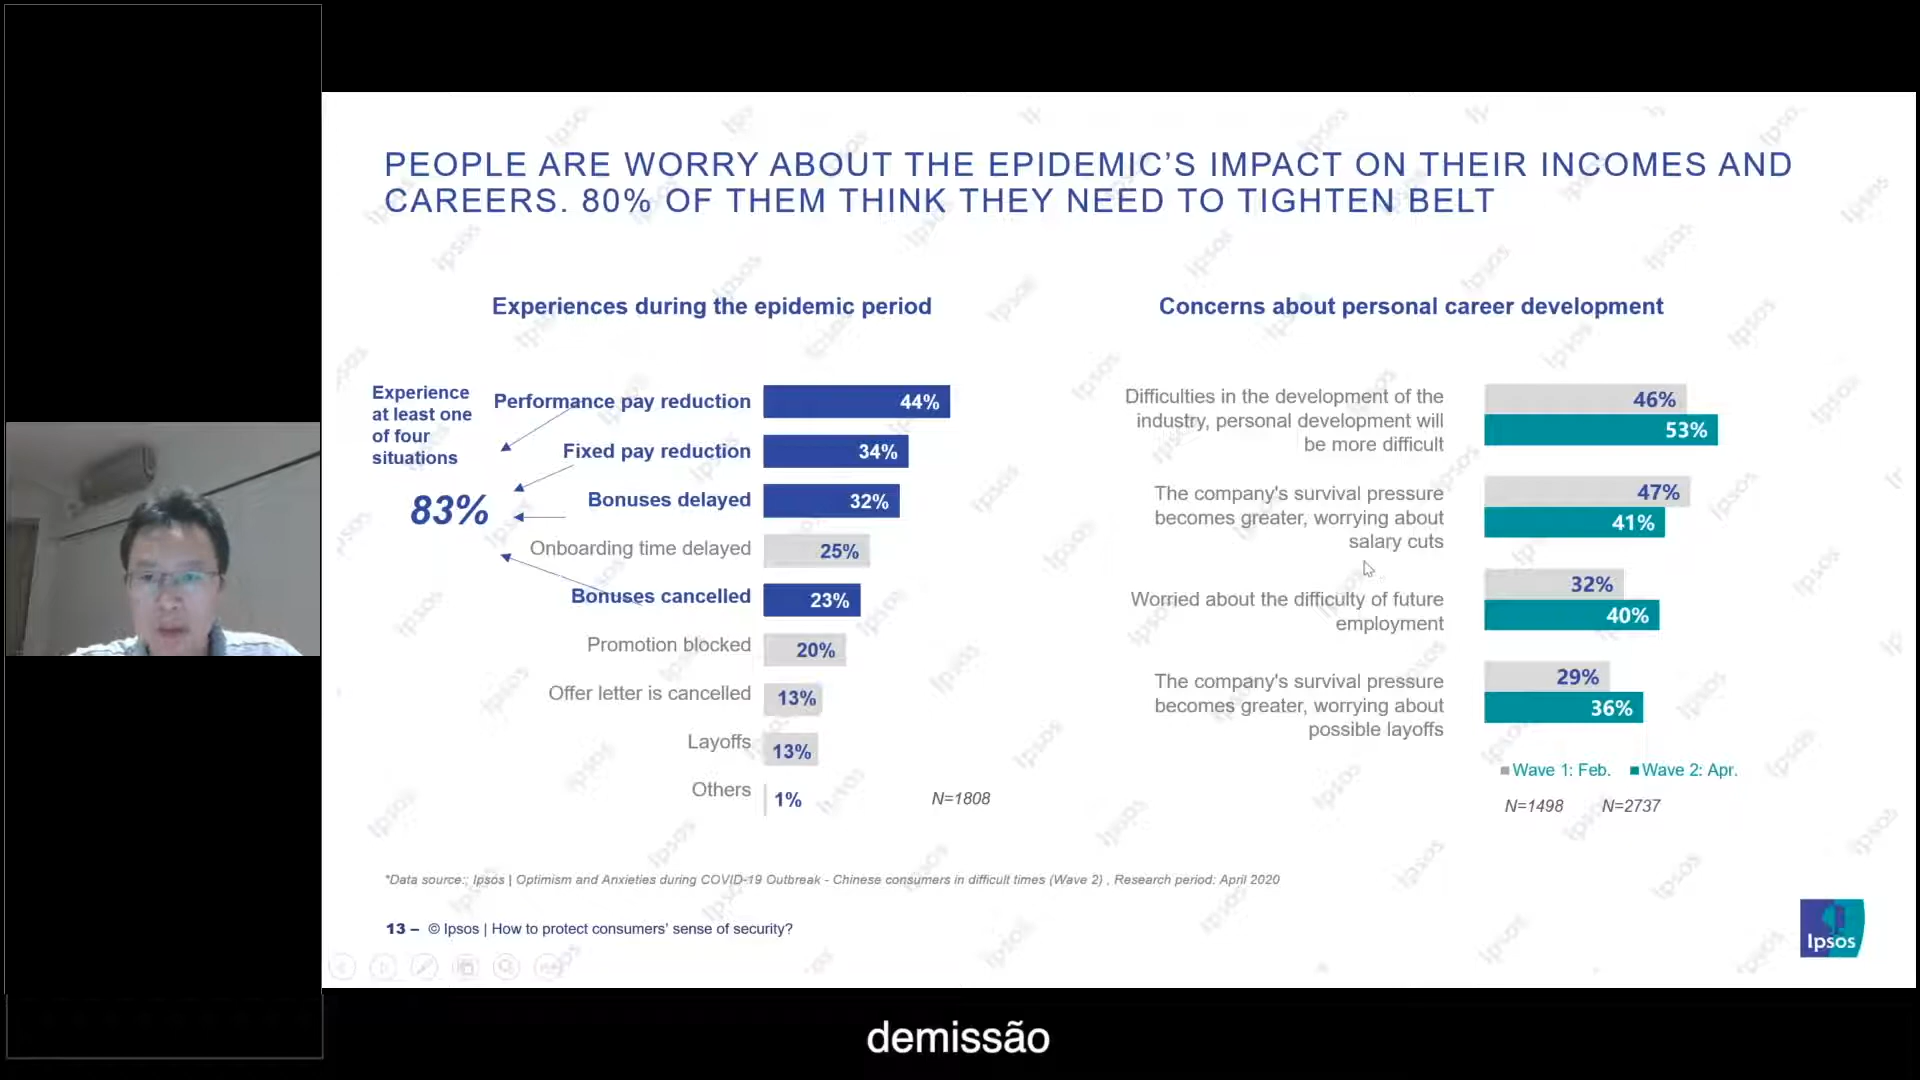 PEOPLE ARE WORRY ABOUT THE EPIDEMIC'S IMPACT ON THEIR INCOMES AND
CAREERS. 80% OF THEM THINK THEY NEED TO TIGHTEN BELT
Experiences during the epidemic period
Experience
at least one
of four
situations
83%
Performance pay reduction
44%
Fixed pay reduction
34%
Bonuses delayed
32%
Onboarding time delayed
25%
Bonuses cancelled
23%
Promotion blocked
20%
Offer letter is cancelled
13%
Layoffs
13%
Others
1%
N=1808
Concerns about personal career development
Difficulties in the development of the
industry, personal development will
be more difficult
46%
53%
The company's survival pressure
becomes greater, worrying about
salary cuts
47%
41%
Worried about the difficulty of future
employment
32%
40%
The company's survival pressure
becomes greater, worrying about
possible layoffs
29%
36%
Wave 1: Feb. Wave 2: Apr.
N=1498 N=2737
*Data source:; Ipsos | Optimism and Anxieties during COVID-19 Outbreak - Chinese consumers in difficult times (Wave 2) , Research period: April 2020
13 – © Ipsos | How to protect consumers' sense of security?
Ipsos
demissão